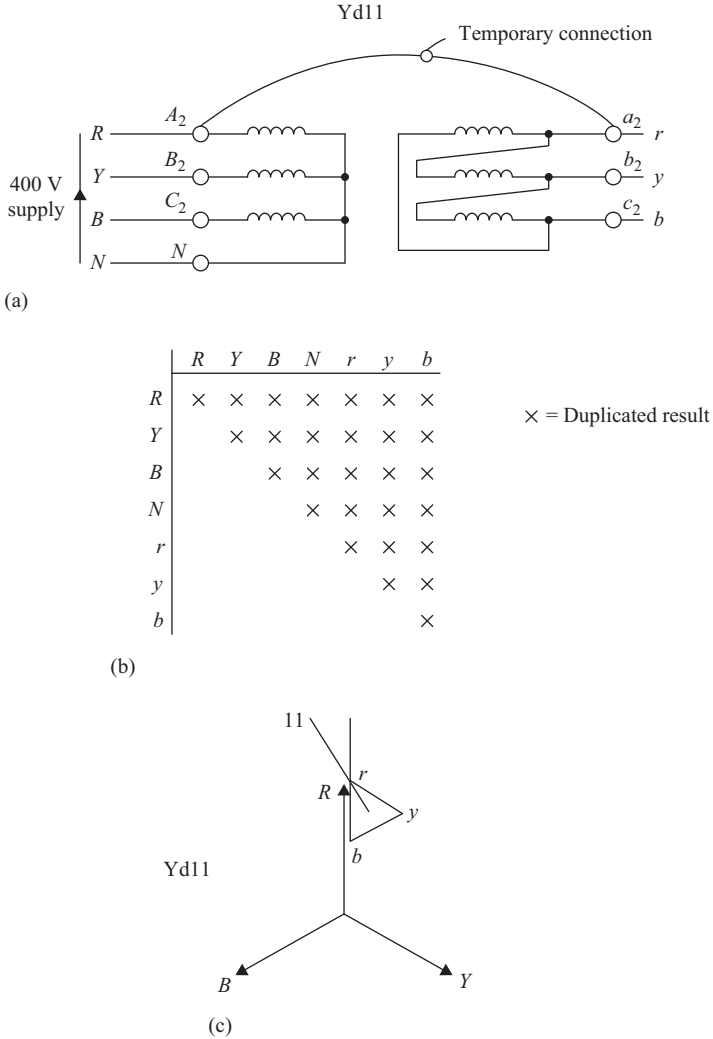 Yd11
Temporary connection
R A2 a2 r
Y B2 b2 y
400 V
supply
B C2 c2 b
N N
(a)
R Y B N r y b
R × × × × × × ×
Y × × × × × ×
× = Duplicated result
B × × × × ×
N × × × ×
r × × ×
y × ×
b ×
(b)
11
r
R
y
b
Yd11
B Y
(c)